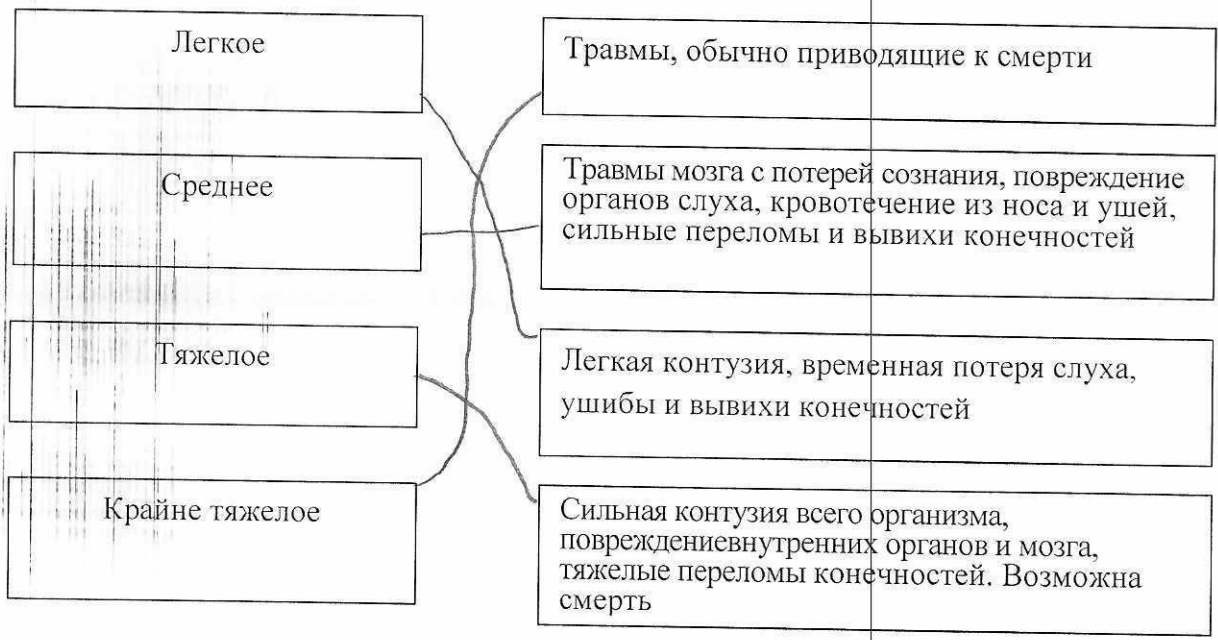 Легкое
Травмы, обычно приводящие к смерти
Среднее
Травмы мозга с потерей сознания, повреждение
органов слуха, кровотечение из носа и ушей,
сильные переломы и вывихи конечностей
Тяжелое
Легкая контузия, временная потеря слуха,
ушибы и вывихи конечностей
Крайне тяжелое
Сильная контузия всего организма,
повреждениевнутренних органов и мозга,
тяжелые переломы конечностей. Возможна
смерть